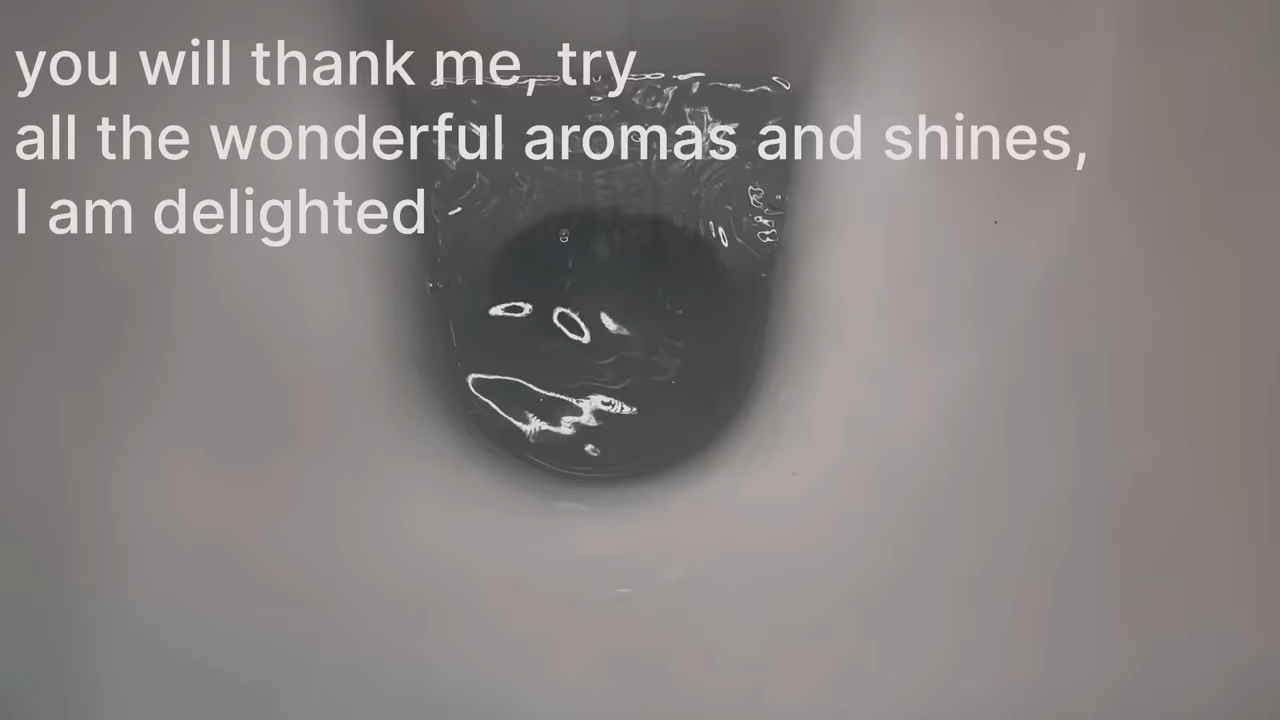 you will thank me, try
all the wonderful aromas and shines,
I am delighted